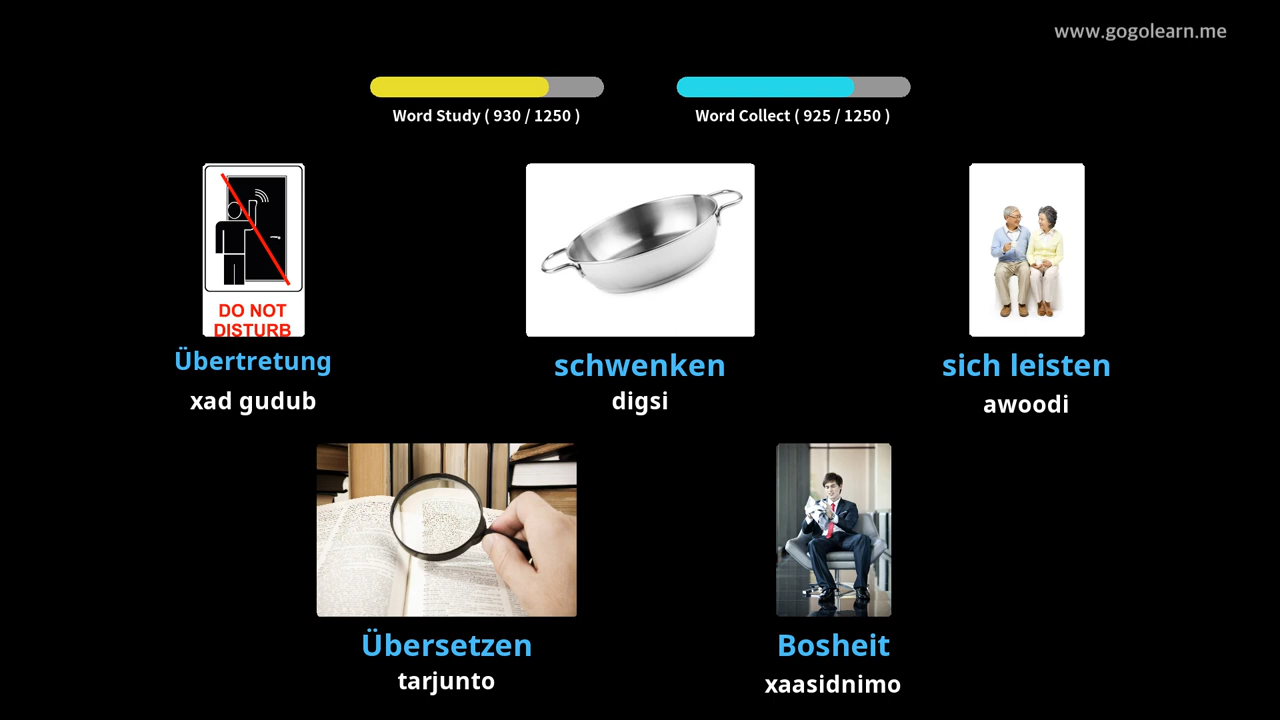 www.gogolearn.me
Word Study ( 930 / 1250 )
Word Collect ( 925 / 1250 )
DO NOT
DISTURB
Übertretung
xad gudub
schwenken
digsi
sich leisten
awoodi
Übersetzen
tarjunto
Bosheit
xaasidnimo